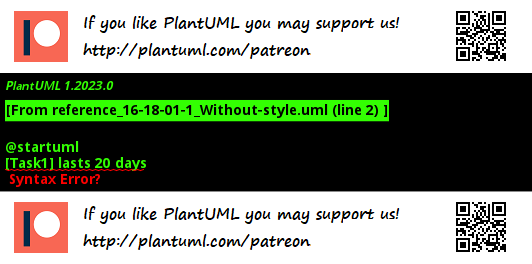 If you like PlantUML you may support us!
http://plantuml.com/patreon
PlantUML 1.2023.0
[From reference_16-18-01-1_Without-style.uml (line 2) ]
@startuml
[Task1] lasts 20 days
Syntax Error?
If you like PlantUML you may support us!
http://plantuml.com/patreon